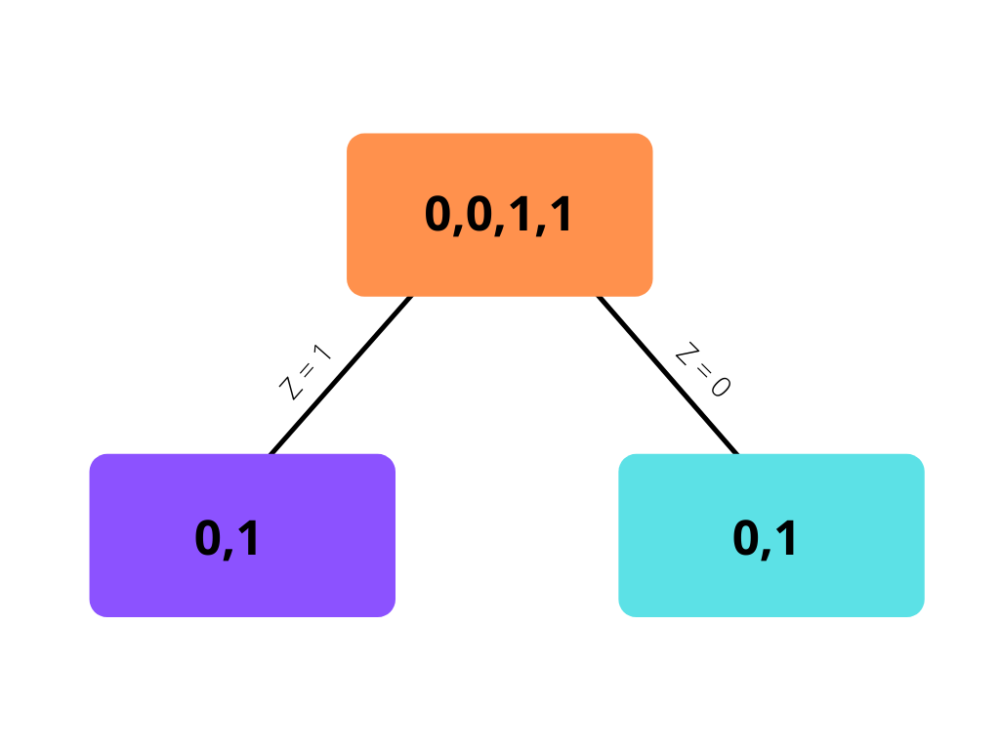 0,0,1,1
Z = 1
Z = 0
0,1
0,1